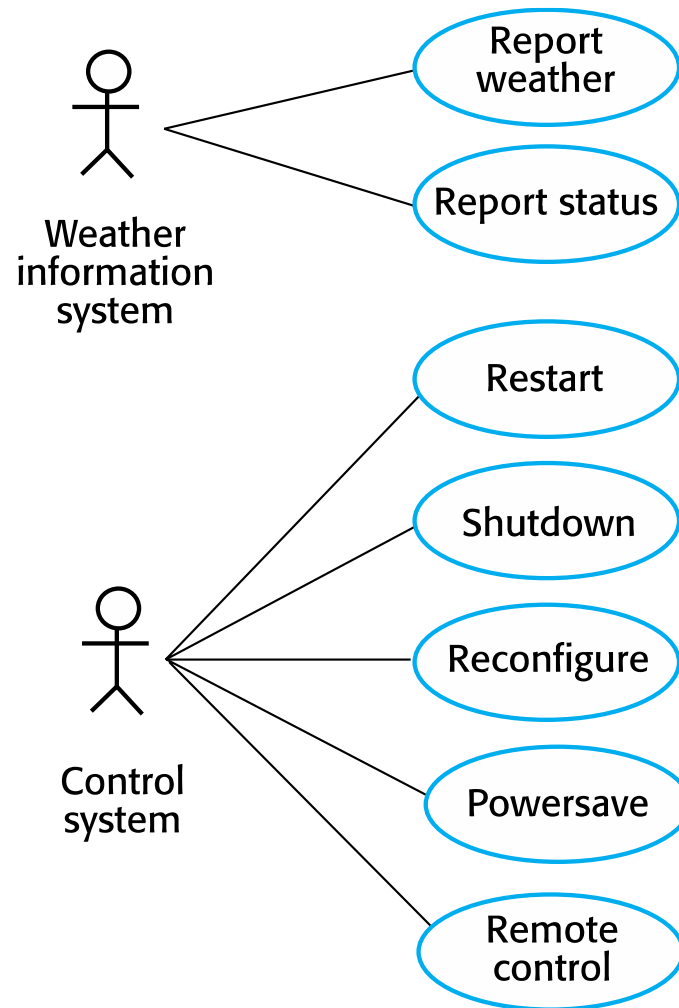 Report
weather
Report status
Weather
information
system
Restart
Shutdown
Reconfigure
Control
system
Powersave
Remote
control